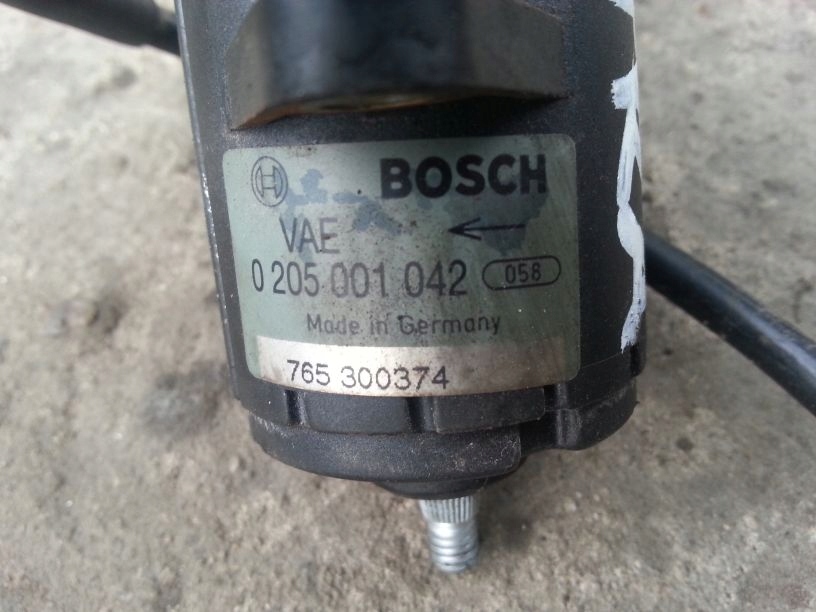 BOSCH
VAE ←
0 205 001 042 058
Made in Germany
765 300374